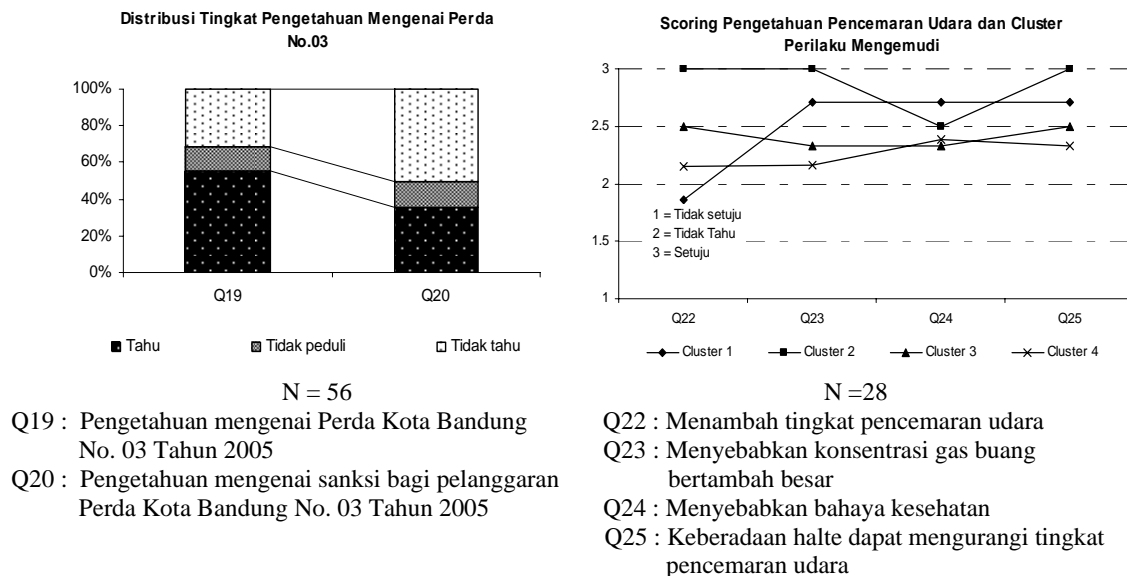 Distribusi Tingkat Pengetahuan Mengenai Perda
No.03
100%
80%
60%
40%
20%
0%
Q19
Q20
Tahu
Tidak peduli
Tidak tahu
N = 56
Q19 : Pengetahuan mengenai Perda Kota Bandung
No. 03 Tahun 2005
Q20 : Pengetahuan mengenai sanksi bagi pelanggaran
Perda Kota Bandung No. 03 Tahun 2005
Scoring Pengetahuan Pencemaran Udara dan Cluster
Perilaku Mengemudi
3
2.5
2
1.5
1
1 = Tidak setuju
2 = Tidak Tahu
3 = Setuju
Q22
Q23
Q24
Q25
Cluster 1
Cluster 2
Cluster 3
Cluster 4
N =28
Q22 : Menambah tingkat pencemaran udara
Q23 : Menyebabkan konsentrasi gas buang
bertambah besar
Q24 : Menyebabkan bahaya kesehatan
Q25 : Keberadaan halte dapat mengurangi tingkat
pencemaran udara